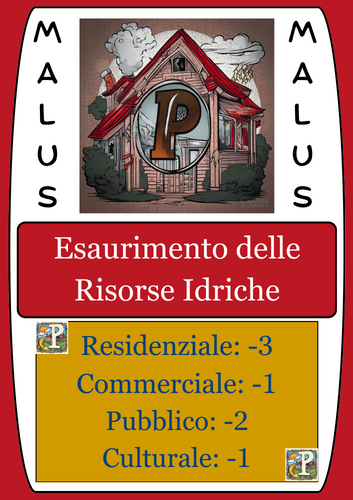 MALUS
MALUS
P
Esaurimento delle
Risorse Idriche
P
Residenziale: -3
Commerciale: -1
Pubblico: -2
Culturale: -1
P